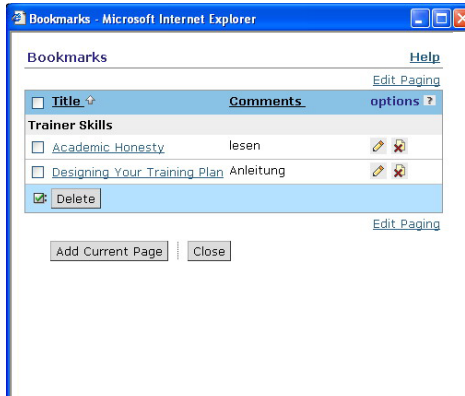 Bookmarks - Microsoft Internet Explorer
Bookmarks Help
Edit Paging
Title Comments options ?
Trainer Skills
Academic Honesty lesen
Designing Your Training Plan Anleitung
Delete
Edit Paging
Add Current Page Close